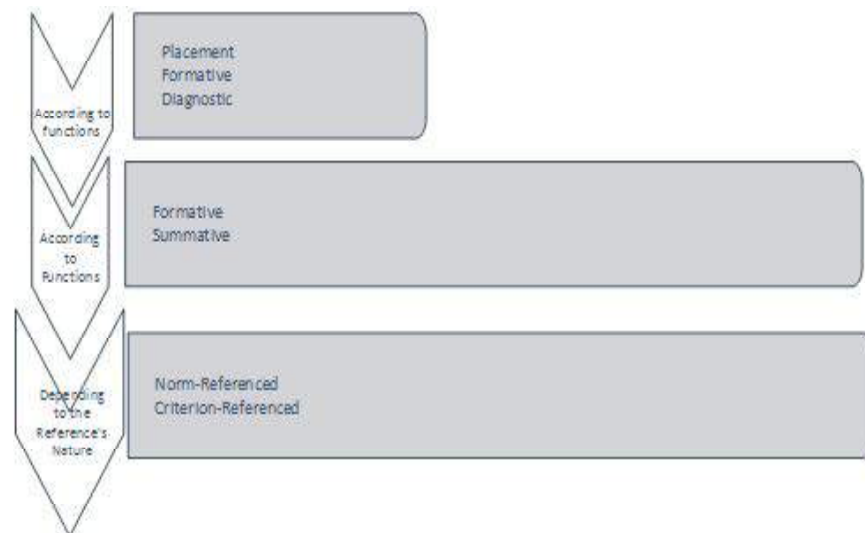 According to
functions
Placement
Formative
Diagnostic
According
to
Functions
Formative
Summative
Depending
to the
Reference's
Nature
Norm-Referenced
Criterion-Referenced